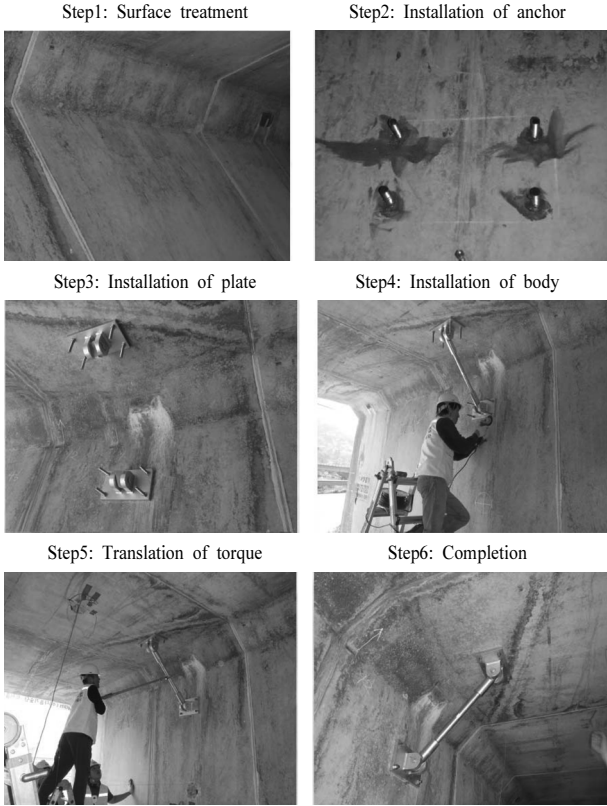 Step1: Surface treatment
Step2: Installation of anchor
Step3: Installation of plate
Step4: Installation of body
Step5: Translation of torque
Step6: Completion